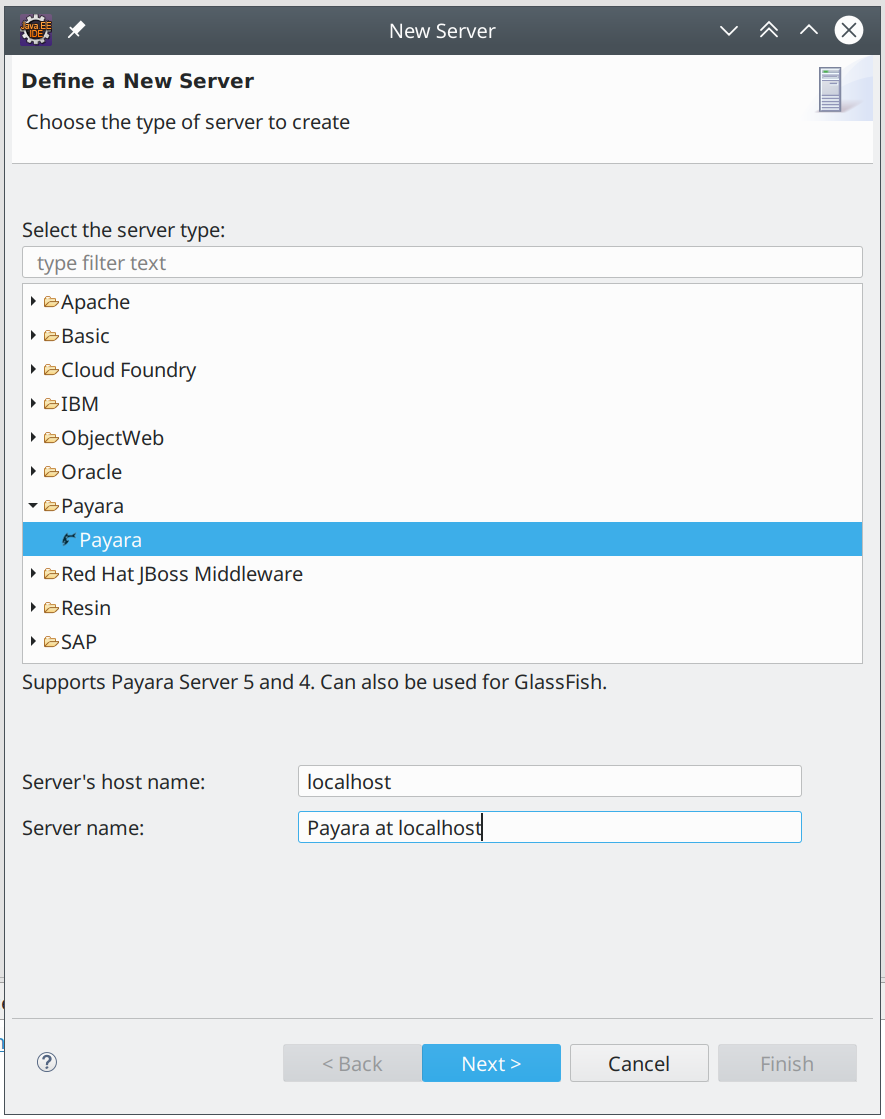 Java EE
IDE
New Server
Define a New Server
Choose the type of server to create
Select the server type:
type filter text
Apache
Basic
Cloud Foundry
IBM
ObjectWeb
Oracle
Payara
Payara
Red Hat JBoss Middleware
Resin
SAP
Supports Payara Server 5 and 4. Can also be used for GlassFish.
Server's host name: localhost
Server name: Payara at localhost
? < Back Next > Cancel Finish